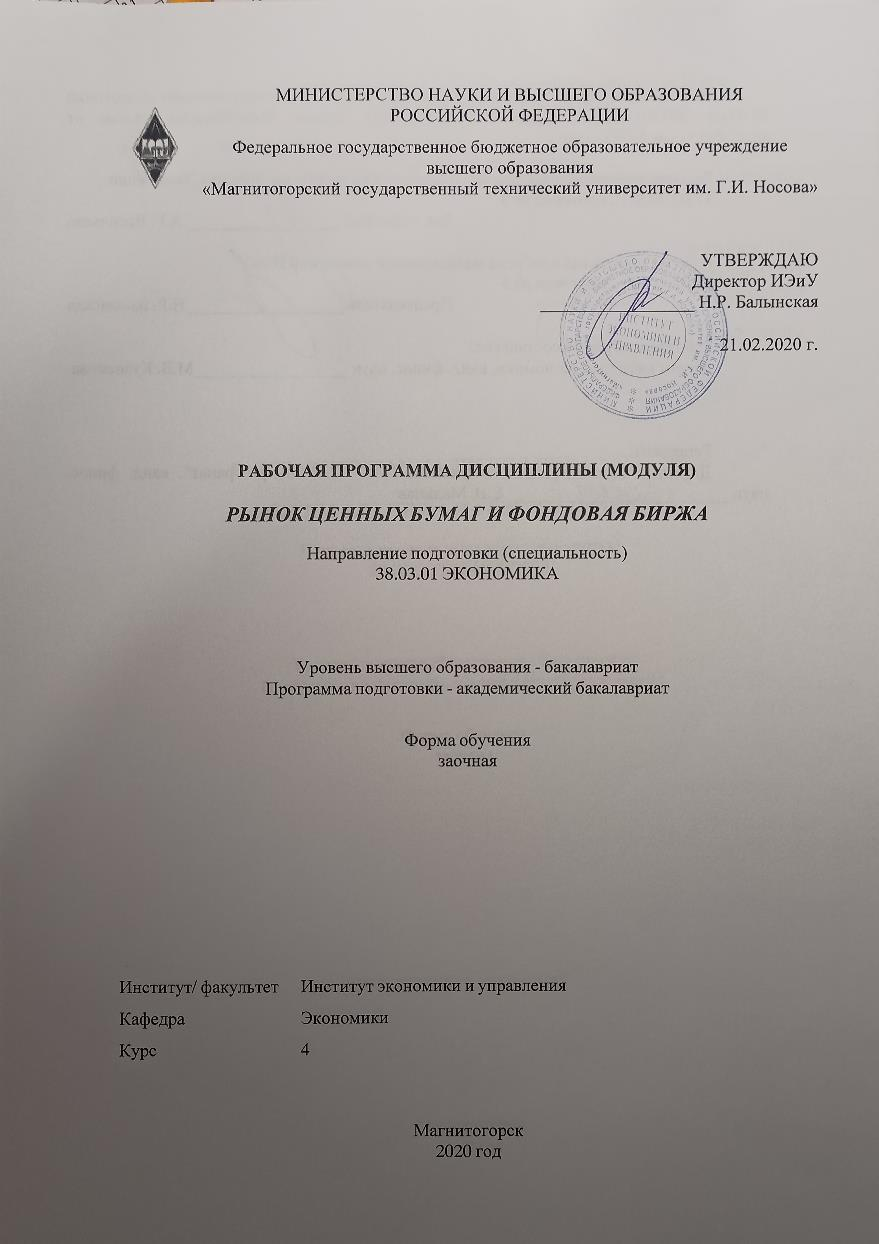 МИНИСТЕРСТВО НАУКИ И ВЫСШЕГО ОБРАЗОВАНИЯ
РОССИЙСКОЙ ФЕДЕРАЦИИ
Федеральное государственное бюджетное образовательное учреждение
высшего образования
«Магнитогорский государственный технический университет им. Г.И. Носова»
УТВЕРЖДАЮ
Директор ИЭиУ
Н.Р. Балынская
21.02.2020 г.
ИНСТИТУТ
ЭКОНОМИКИ И
УПРАВЛЕНИЯ
РАБОЧАЯ ПРОГРАММА ДИСЦИПЛИНЫ (МОДУЛЯ)
РЫНОК ЦЕННЫХ БУМАГ И ФОНДОВАЯ БИРЖА
Направление подготовки (специальность)
38.03.01 ЭКОНОМИКА
Уровень высшего образования - бакалавриат
Программа подготовки - академический бакалавриат
Форма обучения
заочная
Институт/ факультет Институт экономики и управления
Кафедра Экономики
Курс 4
Магнитогорск
2020 год